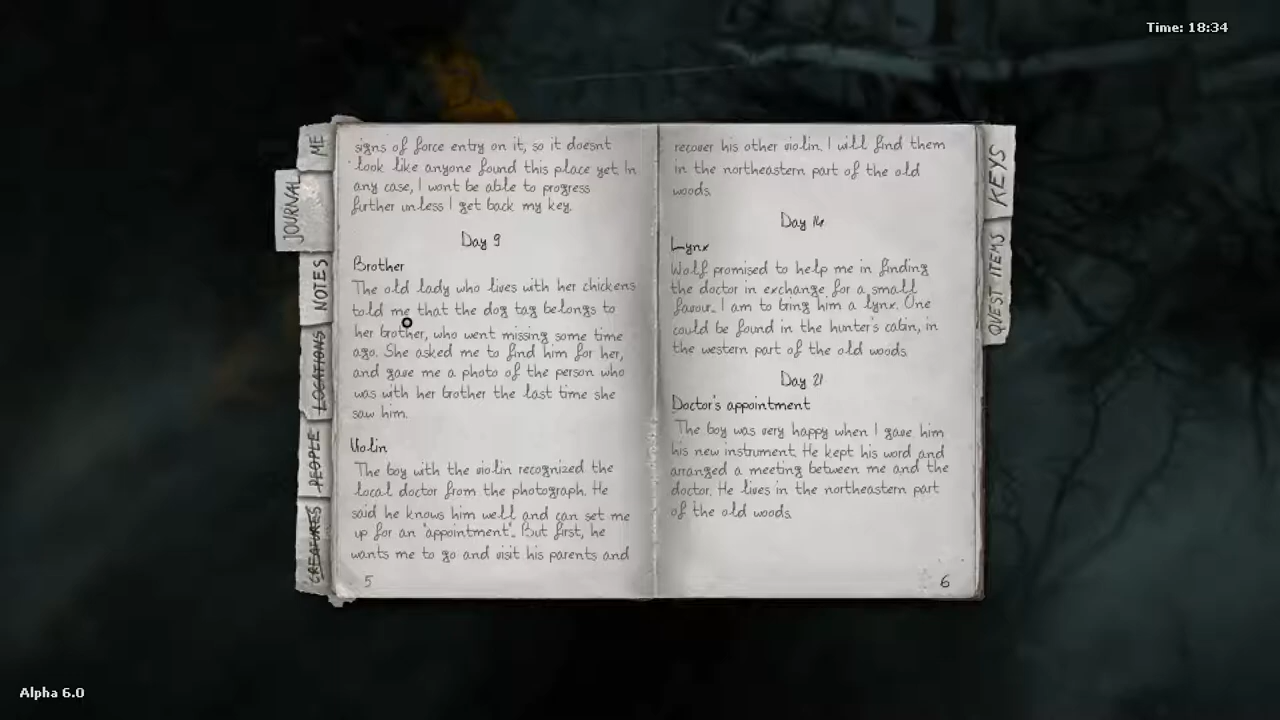 Time: 18:34
ME
JOURNAL
NOTES
LOCATIONS
PEOPLE
CREATURES
signs of force entry on it, so it doesnt
look like anyone found this place yet. In
any case, I wont be able to progress
further unless I get back my key.
Day 9
Brother
The old lady who lives with her chickens
told me that the dog tag belongs to
her brother, who went missing some time
ago. She asked me to find him for her,
and gave me a photo of the person who
was with her brother the last time she
saw him.
Violin
The boy with the violin recognized the
local doctor from the photograph. He
said he knows him well and can set me
up for an "appointment". But first, he
wants me to go and visit his parents and
5
recover his other violin. I will find them
in the northeastern part of the old
woods.
Day 14
Lynx
Wolf promised to help me in finding
the doctor in exchange for a small
favour. I am to bring him a lynx. One
could be found in the hunter's cabin, in
the western part of the old woods.
Day 21
Doctor's appointment
The boy was very happy when I gave him
his new instrument. He kept his word and
arranged a meeting between me and the
doctor. He lives in the northeastern part
of the old woods.
6
KEYS
QUEST ITEMS
Alpha 6.0